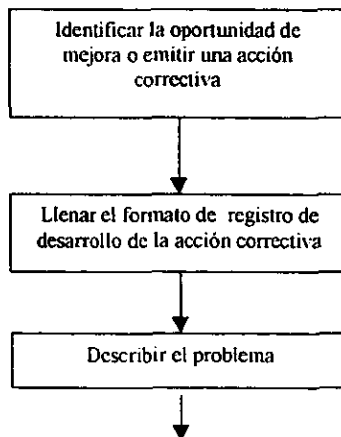 Identificar la oportunidad de
mejora o emitir una acción
correctiva
Llenar el formato de registro de
desarrollo de la acción correctiva
Describir el problema